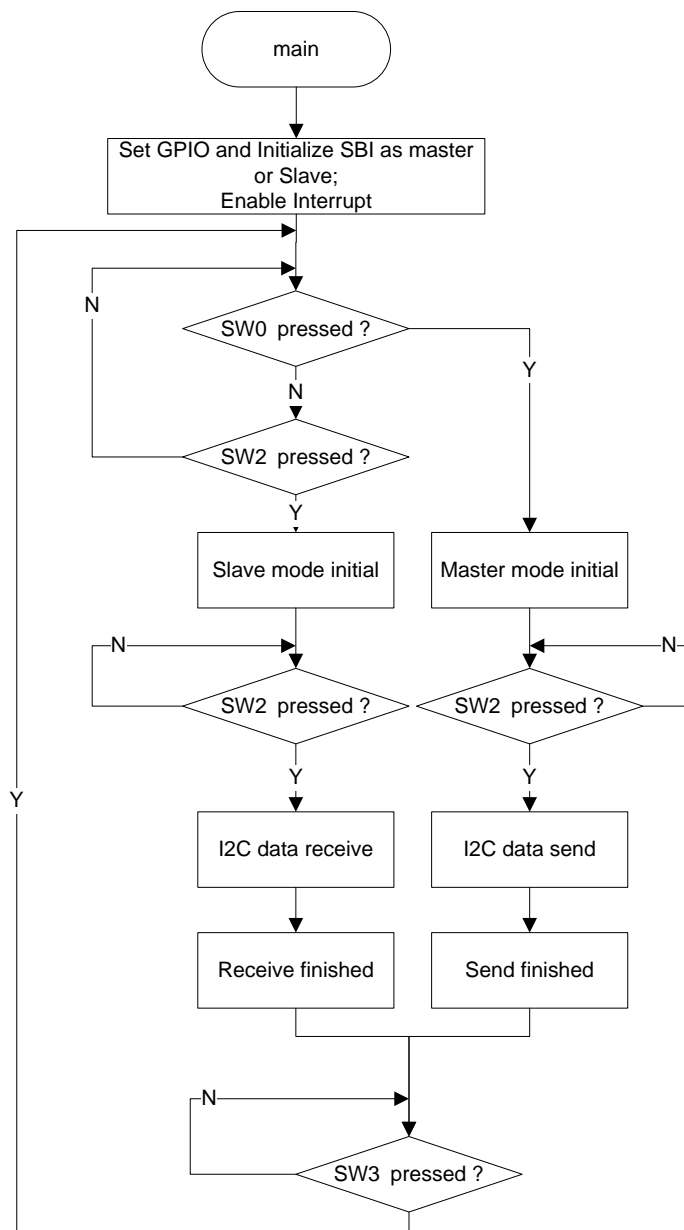 main
Set GPIO and Initialize SBI as master
or Slave;
Enable Interrupt
N
SW0 pressed ?
Y
N
SW2 pressed ?
Y
Slave mode initial
Master mode initial
N
N
SW2 pressed ?
SW2 pressed ?
Y
Y
Y
I2C data receive
I2C data send
Receive finished
Send finished
N
SW3 pressed ?